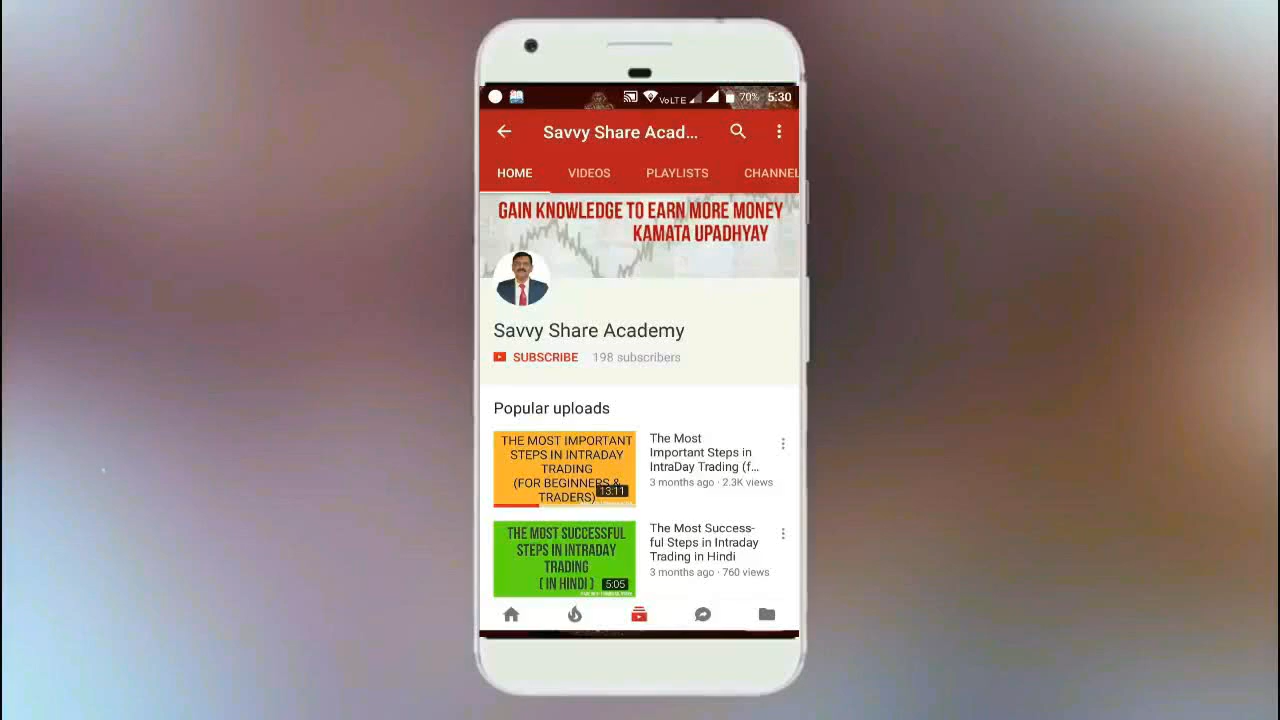 VoLTE 70% 5:30
Savvy Share Acad...
HOME VIDEOS PLAYLISTS CHANNEL
GAIN KNOWLEDGE TO EARN MORE MONEY
KAMATA UPADHYAY
Savvy Share Academy
SUBSCRIBE 198 subscribers
Popular uploads
THE MOST IMPORTANT
STEPS IN INTRADAY
TRADING
(FOR BEGINNERS &
TRADERS)
13:11
The Most
Important Steps in
IntraDay Trading (f...
3 months ago · 2.3K views
THE MOST SUCCESSFUL
STEPS IN INTRADAY
TRADING
( IN HINDI )
5:05
The Most Success-
ful Steps in Intraday
Trading in Hindi
3 months ago · 760 views